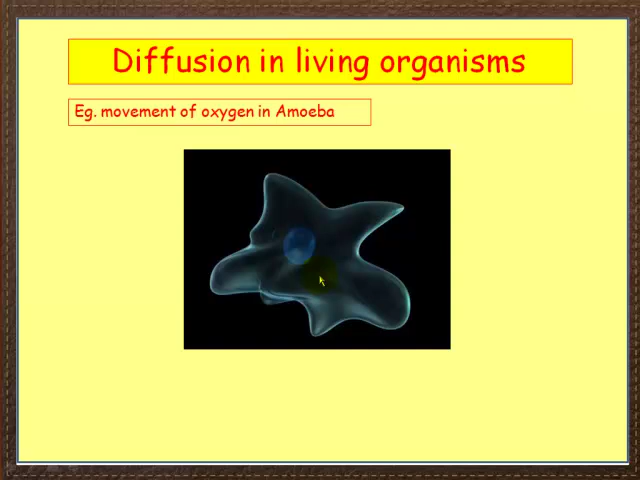 Diffusion in living organisms
Eg. movement of oxygen in Amoeba